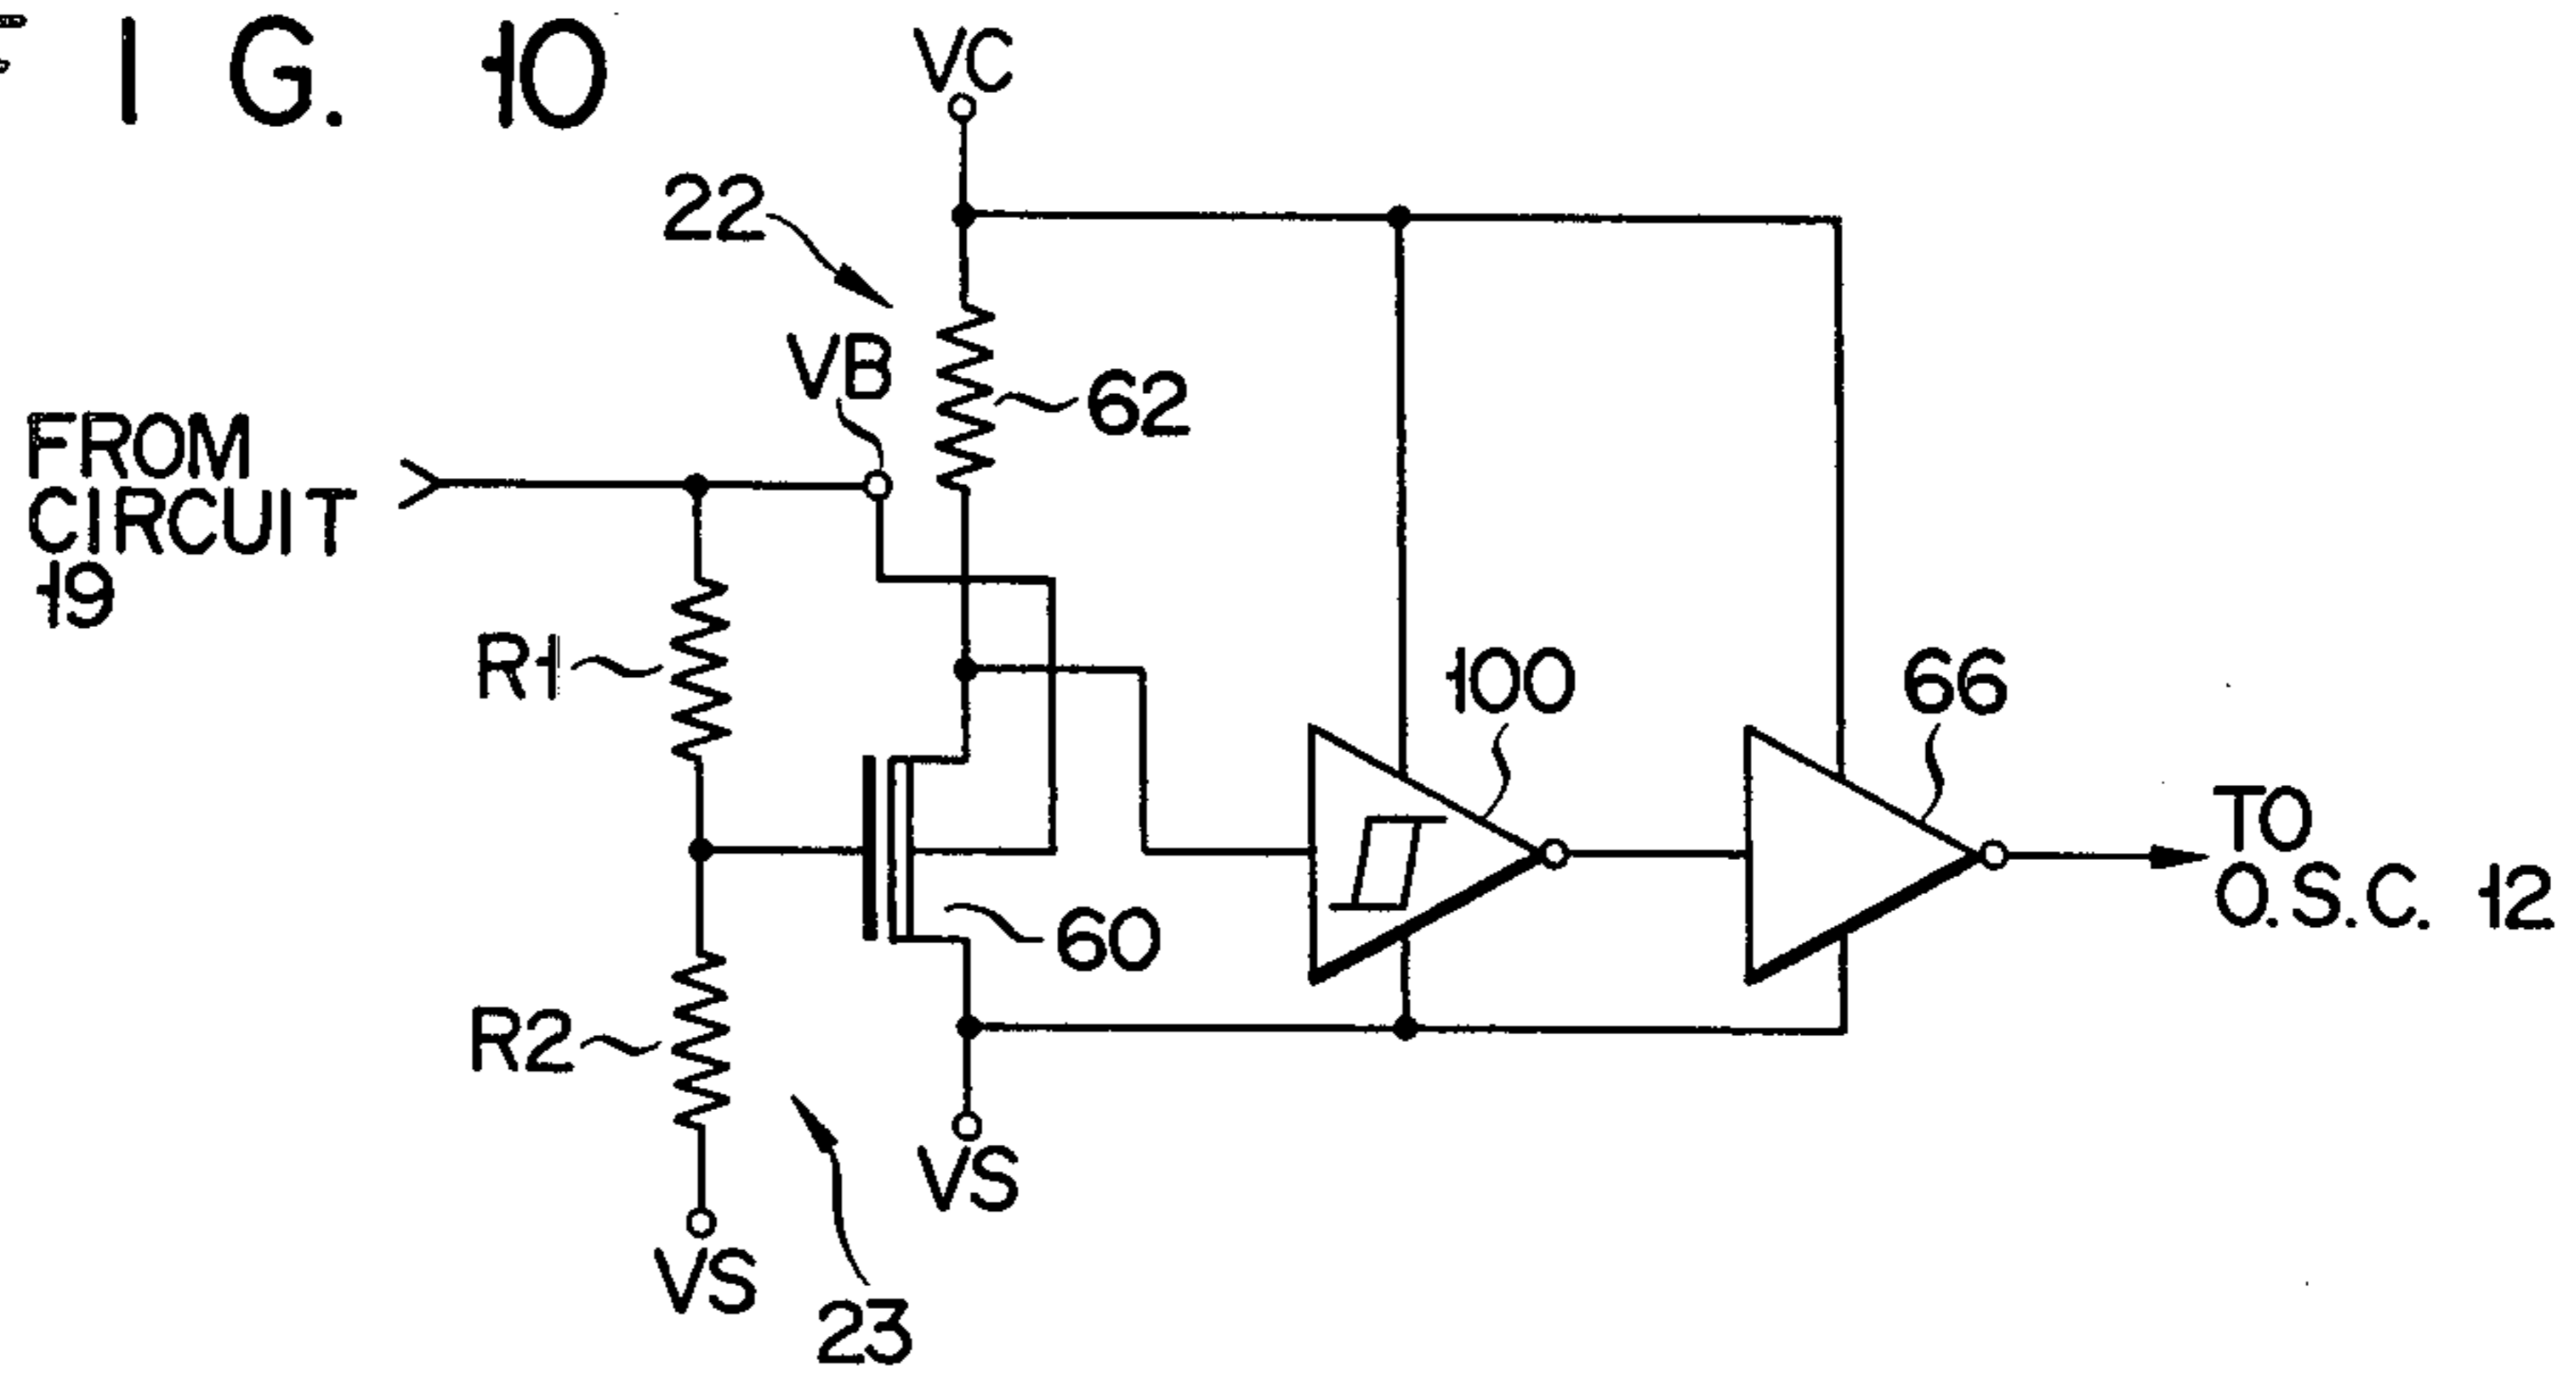 F I G. 10
VC
22
VB
62
FROM
CIRCUIT
19
R1
100
66
TO
O.S.C. 12
60
R2
VS
VS
23